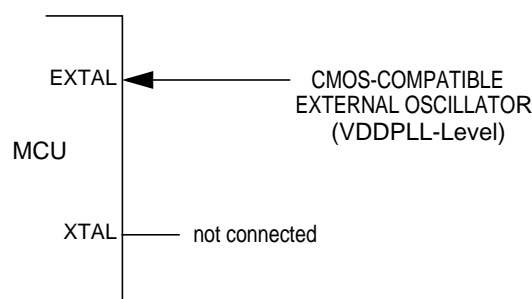 EXTAL
CMOS-COMPATIBLE
EXTERNAL OSCILLATOR
(VDDPLL-Level)
MCU
XTAL
not connected